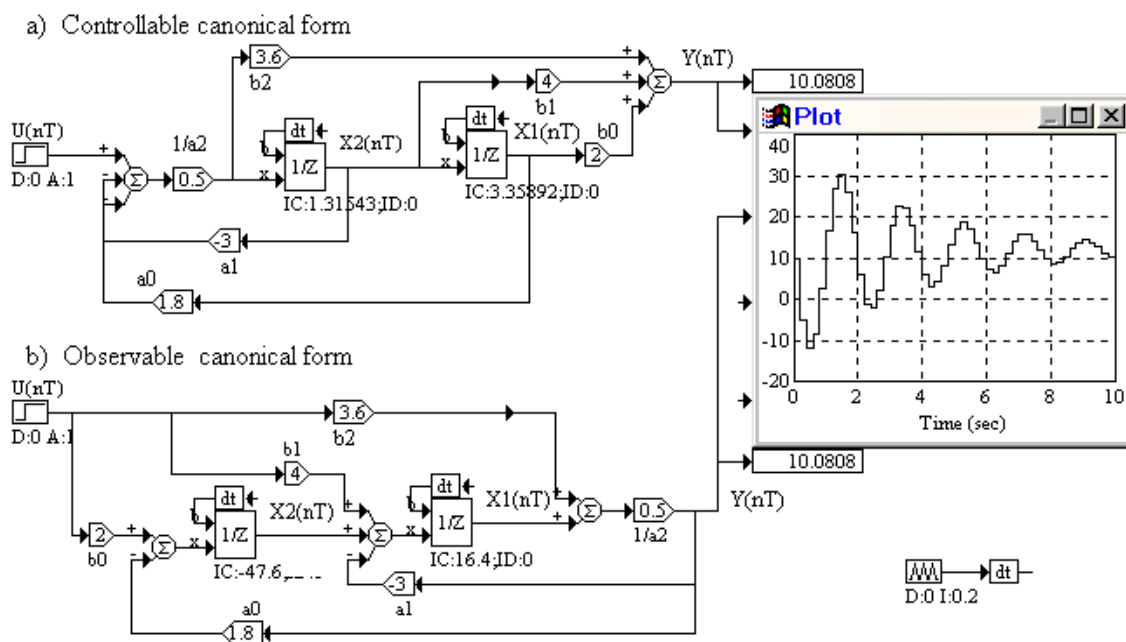 a) Controllable canonical form
3.6
b2
Y(nT)
10.0808
4
b1
U(nT)
D:0 A:1
1/a2
0.5
dt
X2(nT)
1/Z
b
x
IC:1.31543;ID:0
dt
X1(nT)
1/Z
b
x
IC:3.35892;ID:0
b0
2
Σ
Σ
-3
a1
a0
1.8
Plot
40
30
20
10
0
-10
-20
0 2 4 6 8 10
Time (sec)
b) Observable canonical form
U(nT)
D:0 A:1
3.6
b2
b1
4
dt
X2(nT)
1/Z
b
x
dt
X1(nT)
1/Z
b
x
10.0808
Y(nT)
2
b0
Σ
Σ
Σ
0.5
1/a2
IC:-47.6
IC:16.4;ID:0
-3
a1
a0
1.8
dt
D:0 I:0.2